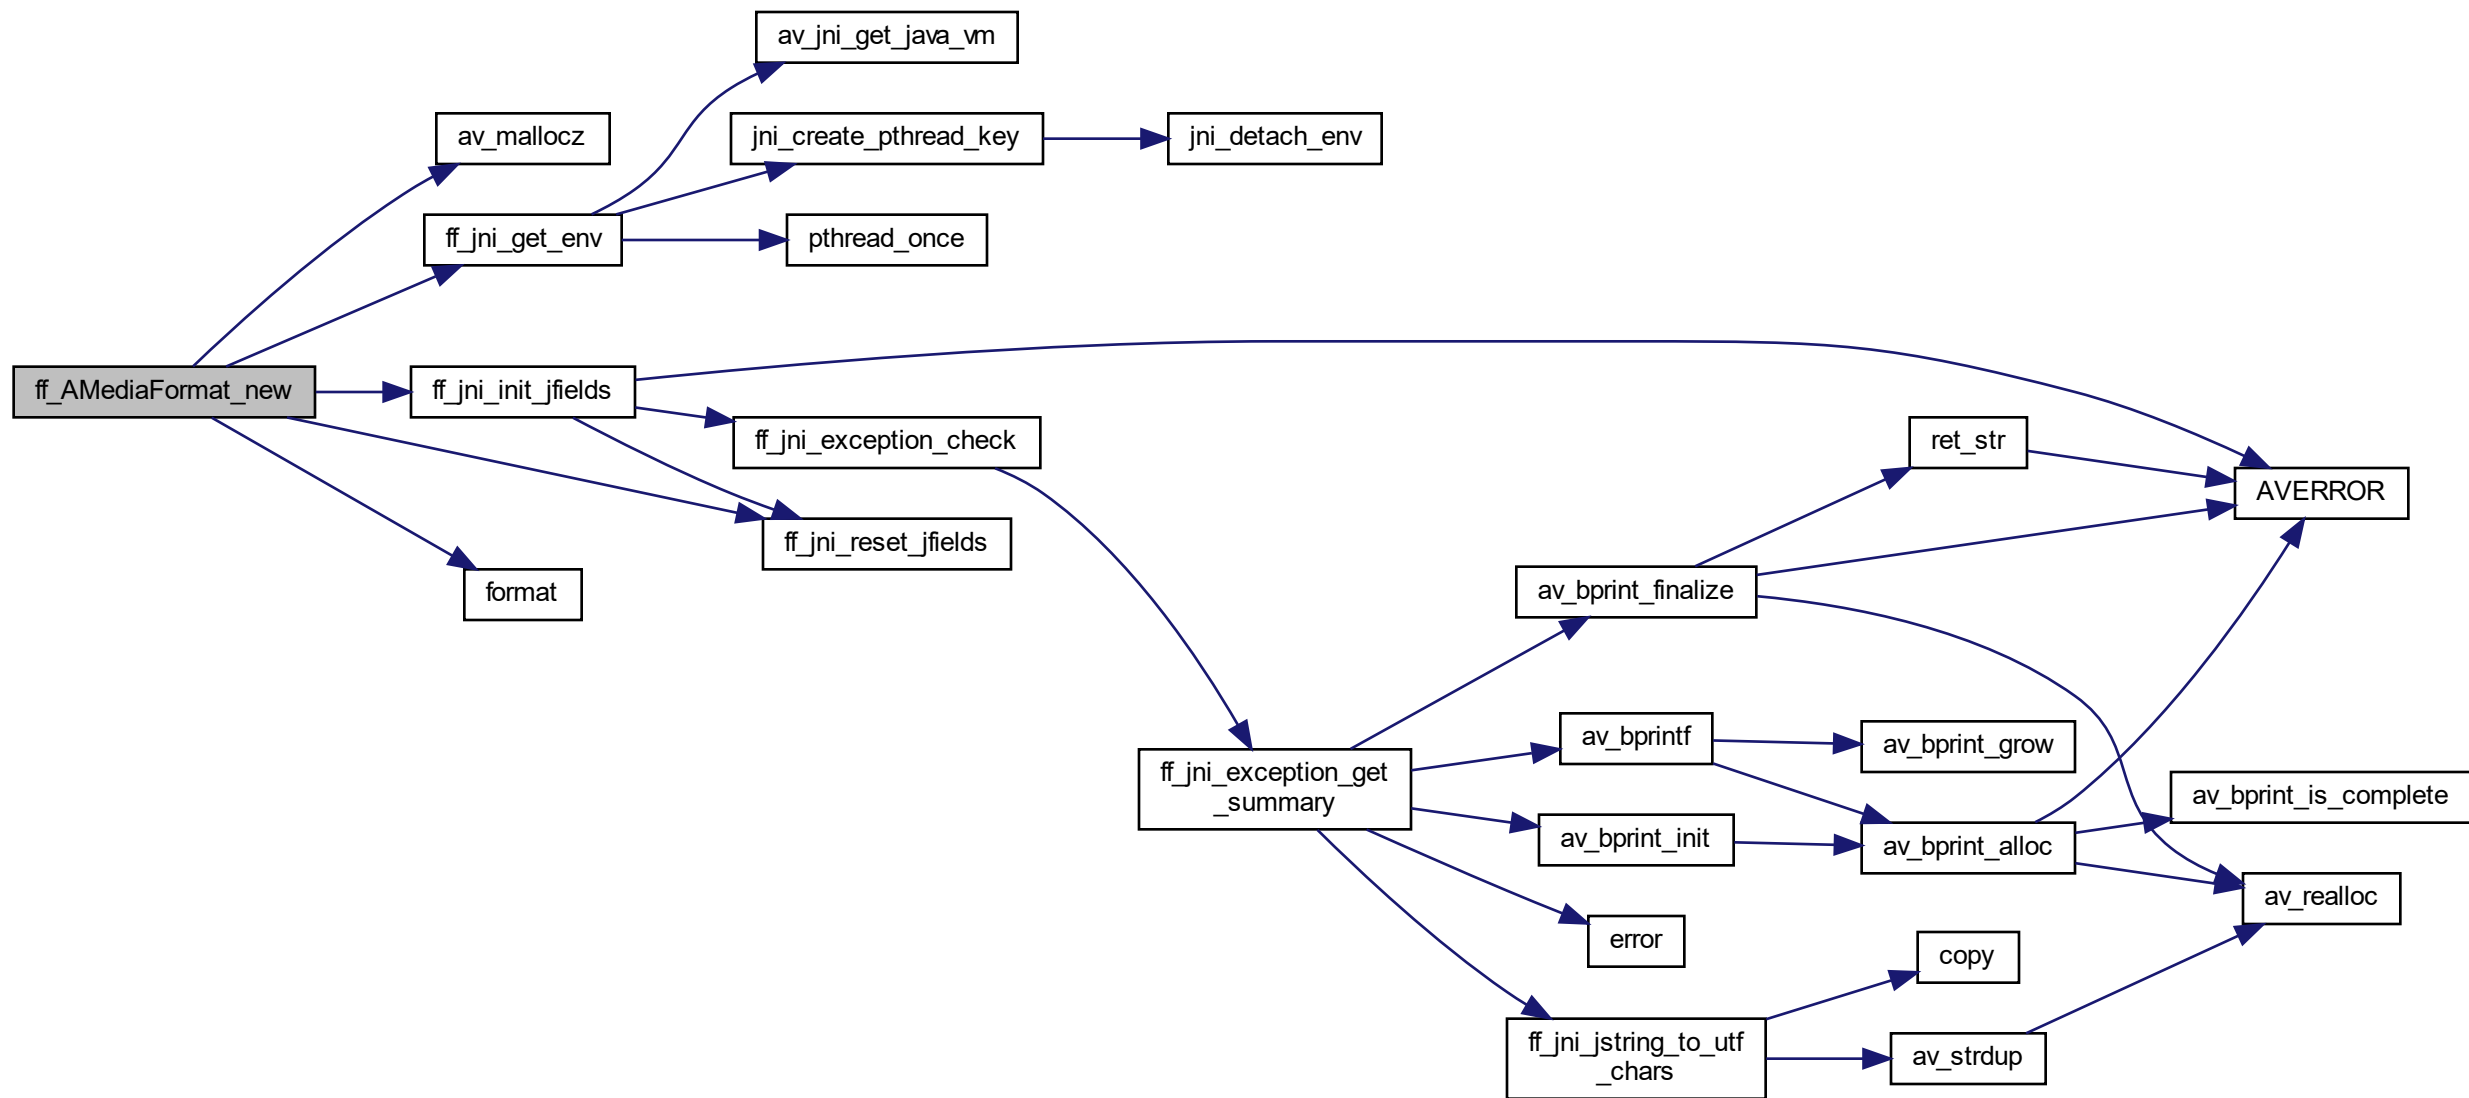 av_jni_get_java_vm
av_mallocz
jni_create_pthread_key
jni_detach_env
ff_jni_get_env
pthread_once
ff_AMediaFormat_new
ff_jni_init_jfields
ff_jni_exception_check
ret_str
AVERROR
ff_jni_reset_jfields
format
av_bprint_finalize
av_bprintf
av_bprint_grow
ff_jni_exception_get
_summary
av_bprint_is_complete
av_bprint_init
av_bprint_alloc
av_realloc
error
copy
ff_jni_jstring_to_utf
_chars
av_strdup